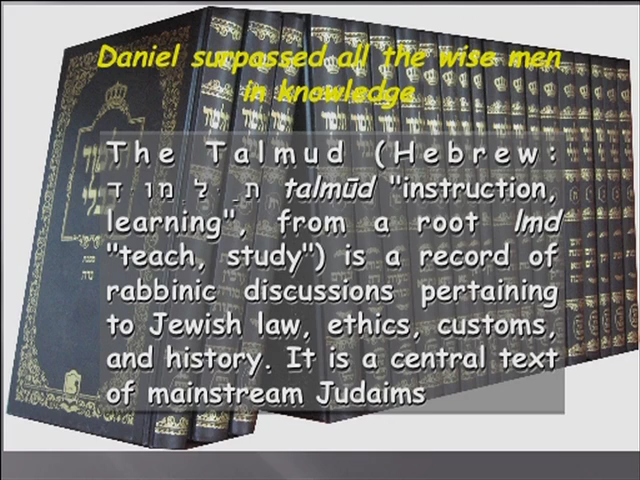 Daniel surpassed all the wise men
in knowledge
The Talmud (Hebrew:
תַלְמוּד talmūd "instruction,
learning", from a root lmd
"teach, study") is a record of
rabbinic discussions pertaining
to Jewish law, ethics, customs,
and history. It is a central text
of mainstream Judaims